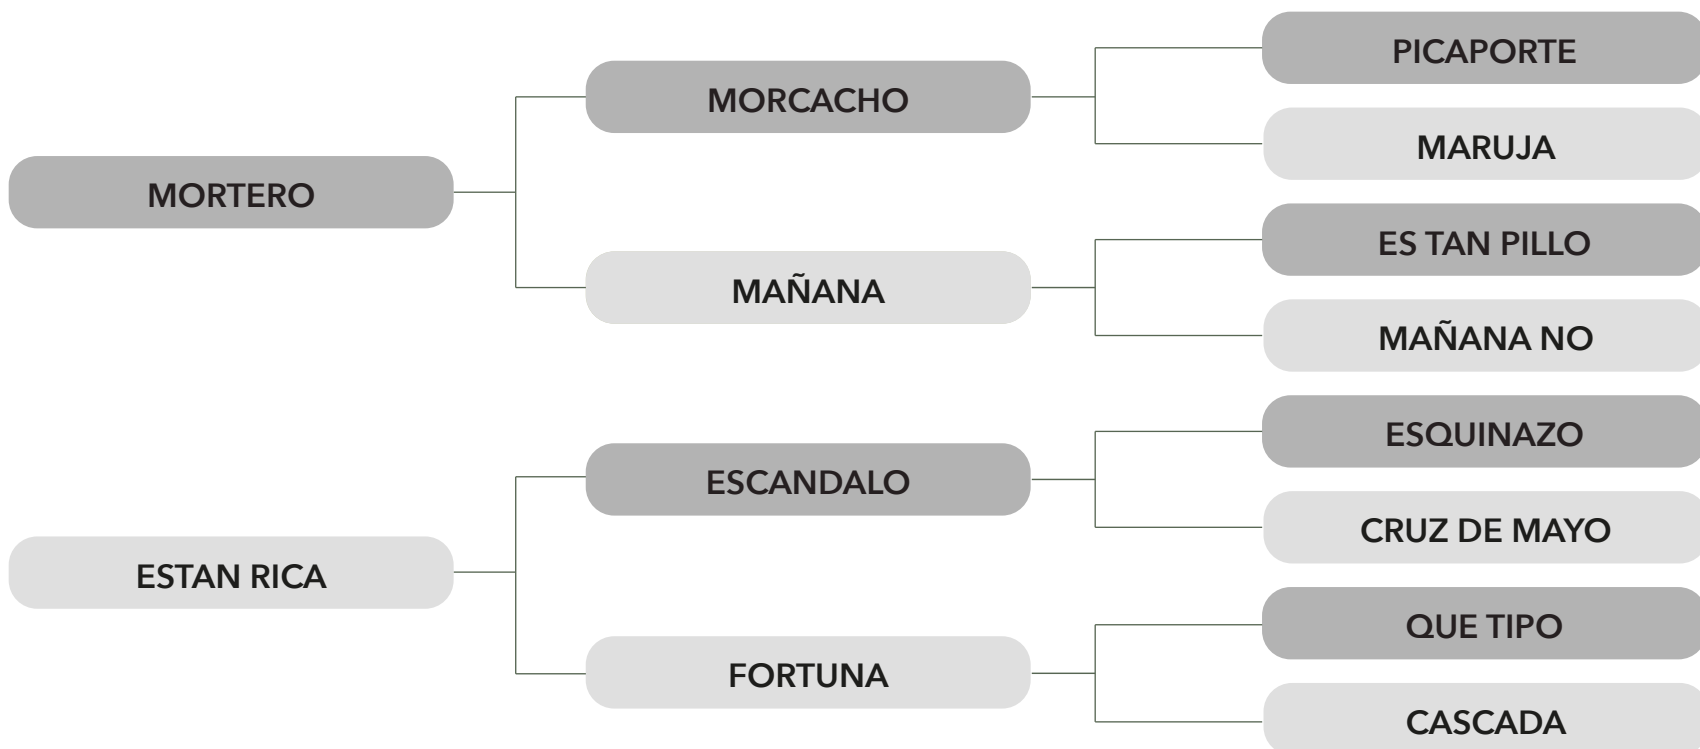 MORTERO
MORCACHO
PICAPORTE
MARUJA
MAÑANA
ES TAN PILLO
MAÑANA NO
ESTAN RICA
ESCANDALO
ESQUINAZO
CRUZ DE MAYO
FORTUNA
QUE TIPO
CASCADA